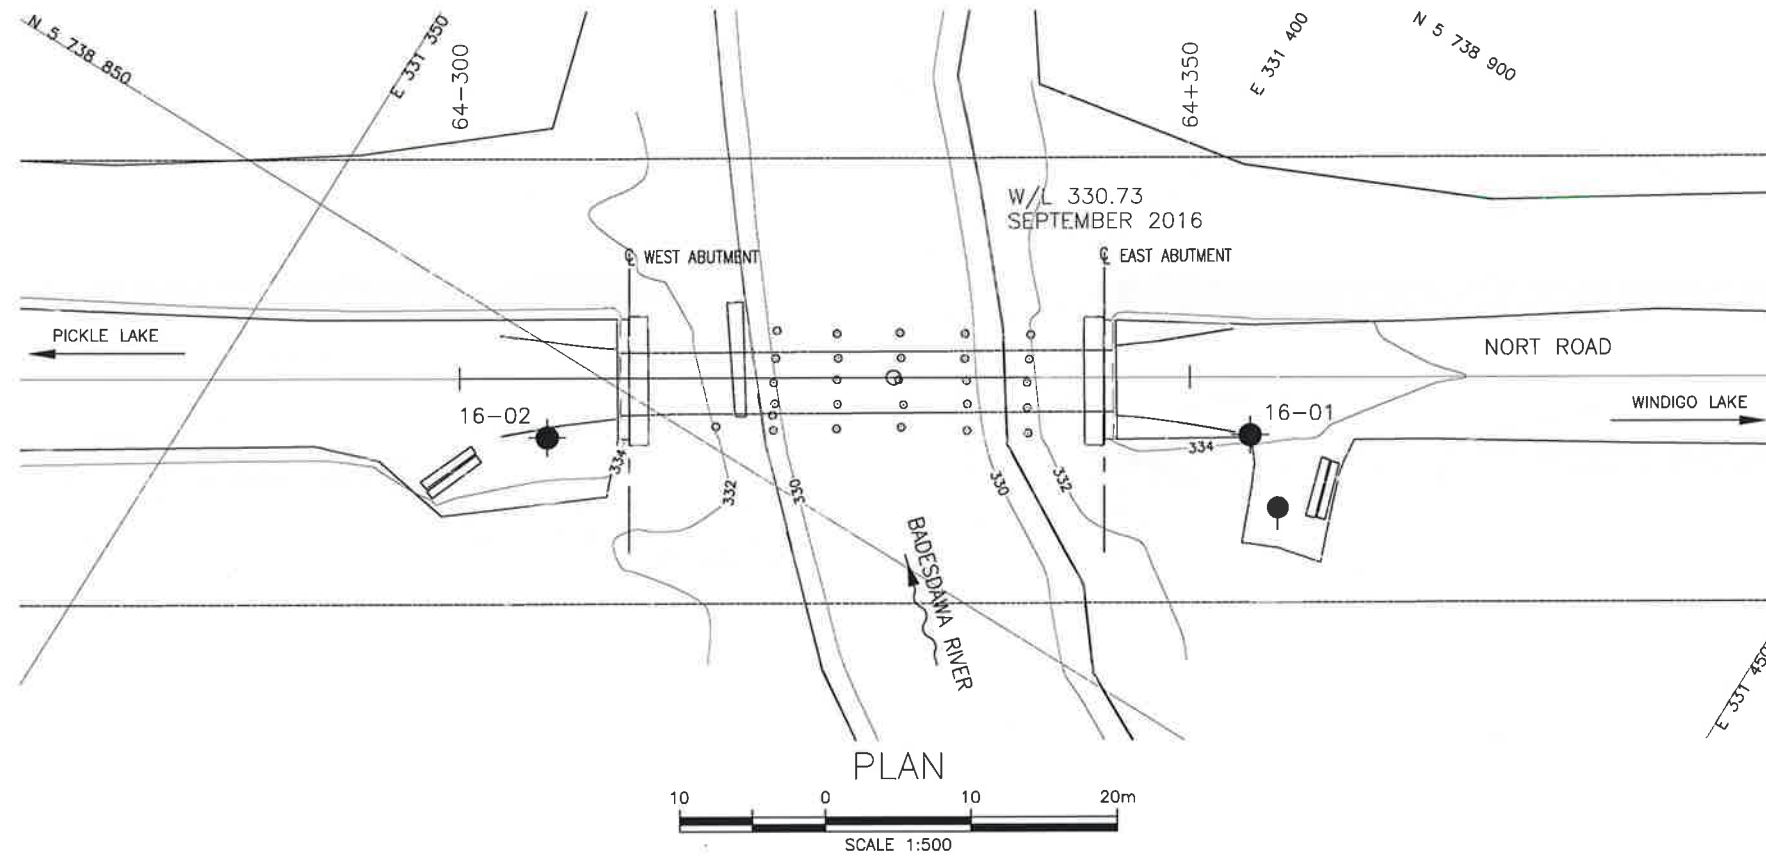 N 5 738 850
E 331 350
64-300
64+350
E 331 400
N 5 738 900
W/L 330.73
SEPTEMBER 2016
℄ WEST ABUTMENT
℄ EAST ABUTMENT
PICKLE LAKE
NORT ROAD
WINDIGO LAKE
16-02
16-01
334
332
330
330
332
334
BADESDAWA RIVER
E 331 450
PLAN
10 0 10 20m
SCALE 1:500